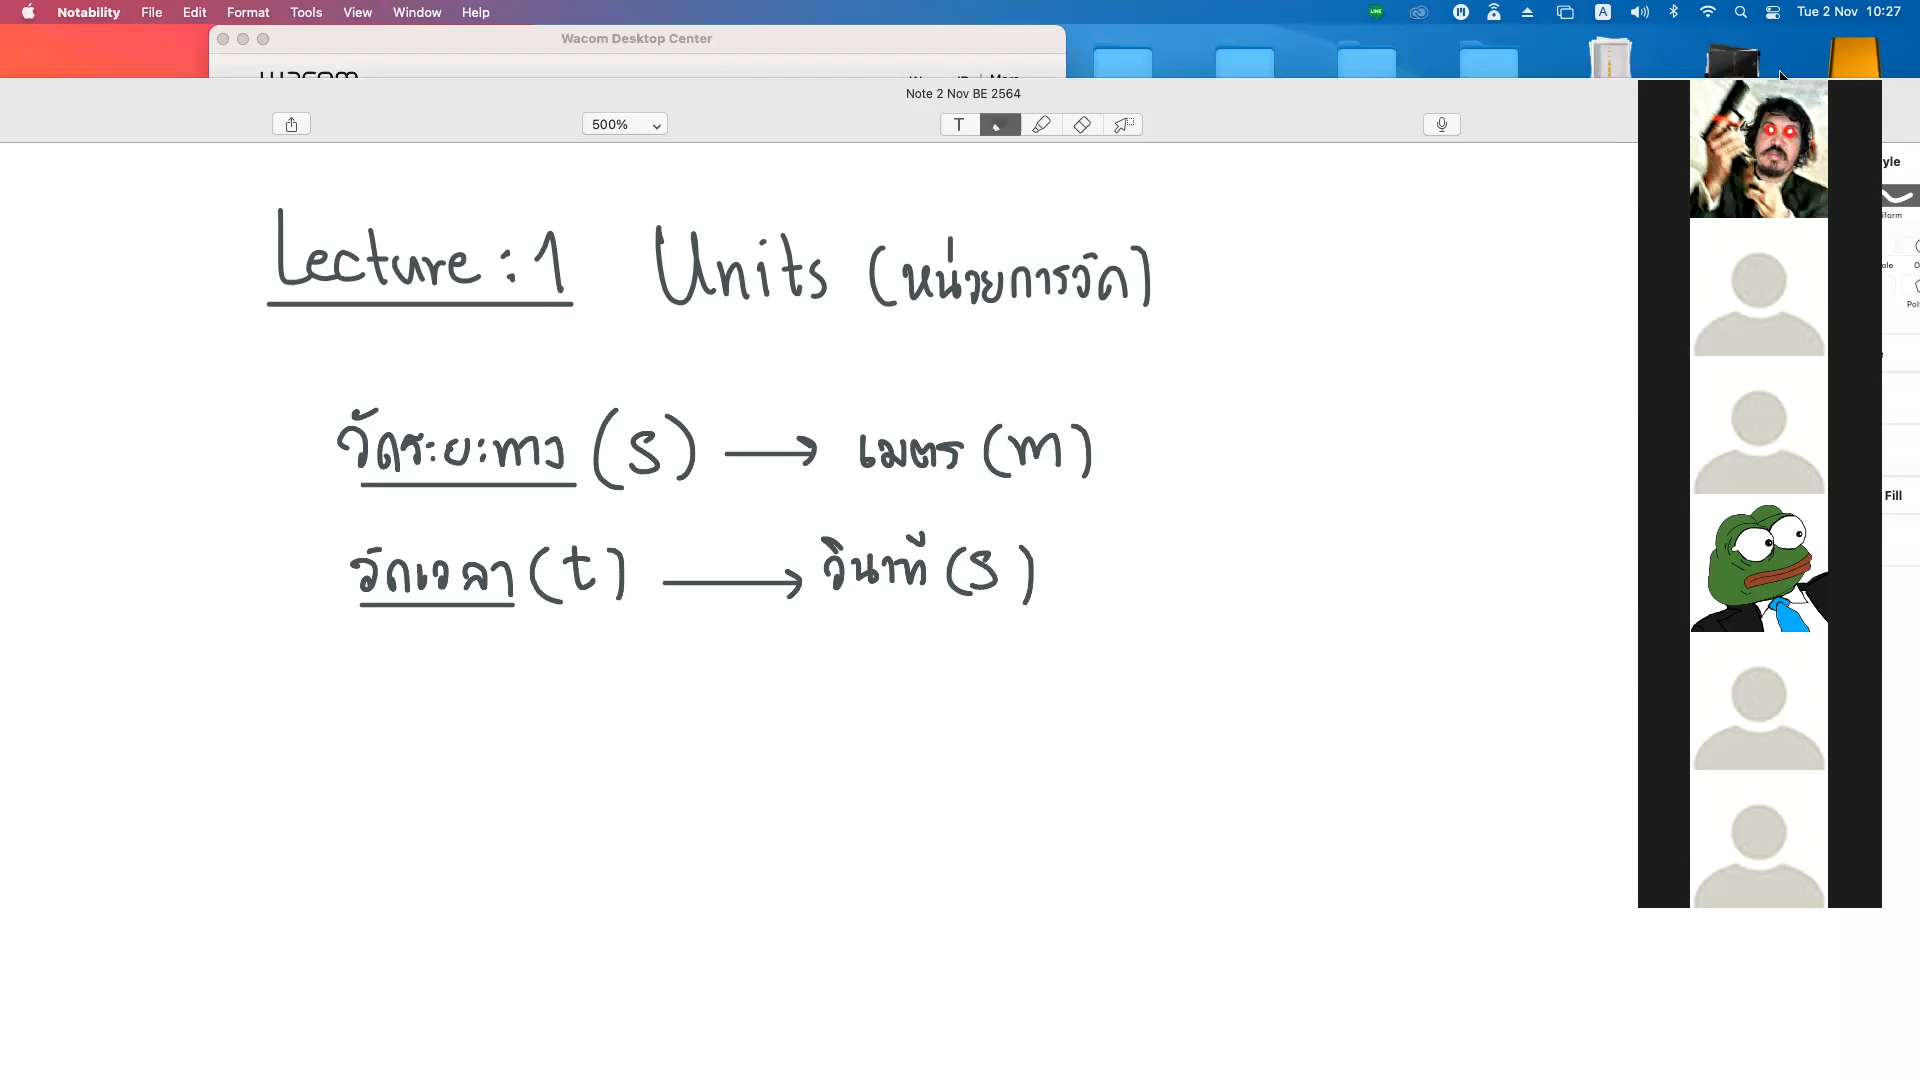 Notability File Edit Format Tools View Window Help
Tue 2 Nov 10:27
Wacom Desktop Center
Note 2 Nov BE 2564
500%
T
Lecture : 1 Units (หน่วยการวัด)
วัดระยะทาง (s) → เมตร (m)
วัดเวลา (t) → วินาที (s)
Fill